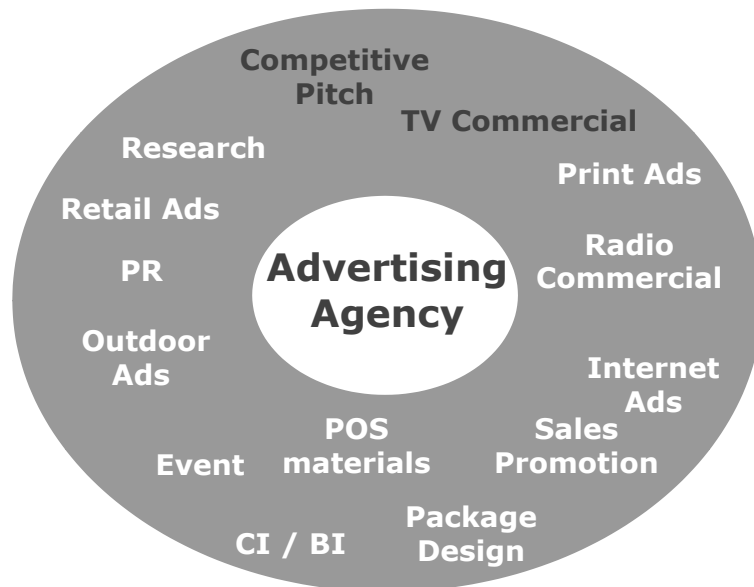 Competitive
Pitch
TV Commercial
Research
Print Ads
Retail Ads
Radio
Commercial
PR
Advertising
Agency
Outdoor
Ads
Internet
Ads
POS
materials
Sales
Promotion
Event
Package
Design
CI / BI